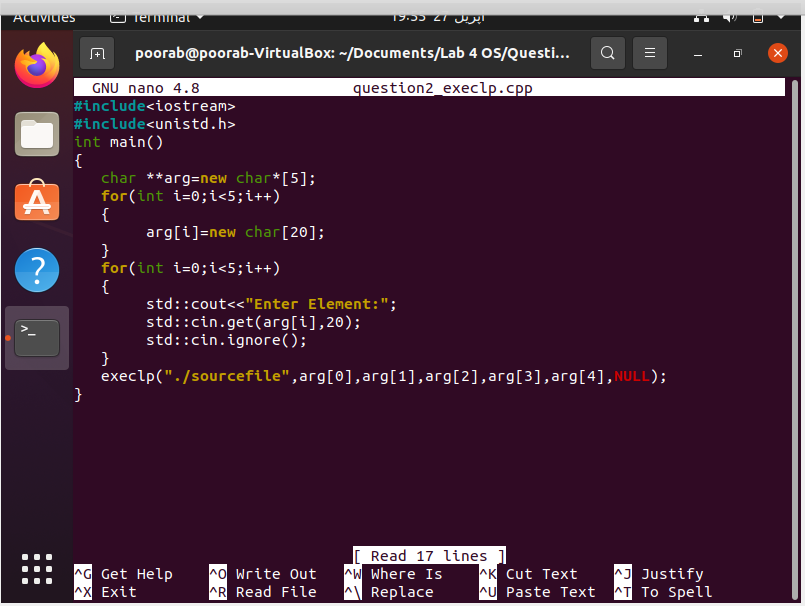 Activities Terminal 19:55 27 اپریل
poorab@poorab-VirtualBox: ~/Documents/Lab 4 OS/Questi...
GNU nano 4.8 question2_execlp.cpp
#include<iostream>
#include<unistd.h>
int main()
{
char **arg=new char*[5];
for(int i=0;i<5;i++)
{
arg[i]=new char[20];
}
for(int i=0;i<5;i++)
{
std::cout<<"Enter Element:";
std::cin.get(arg[i],20);
std::cin.ignore();
}
execlp("./sourcefile",arg[0],arg[1],arg[2],arg[3],arg[4],NULL);
}
[ Read 17 lines ]
^G Get Help ^O Write Out ^W Where Is ^K Cut Text ^J Justify
^X Exit ^R Read File ^\ Replace ^U Paste Text ^T To Spell